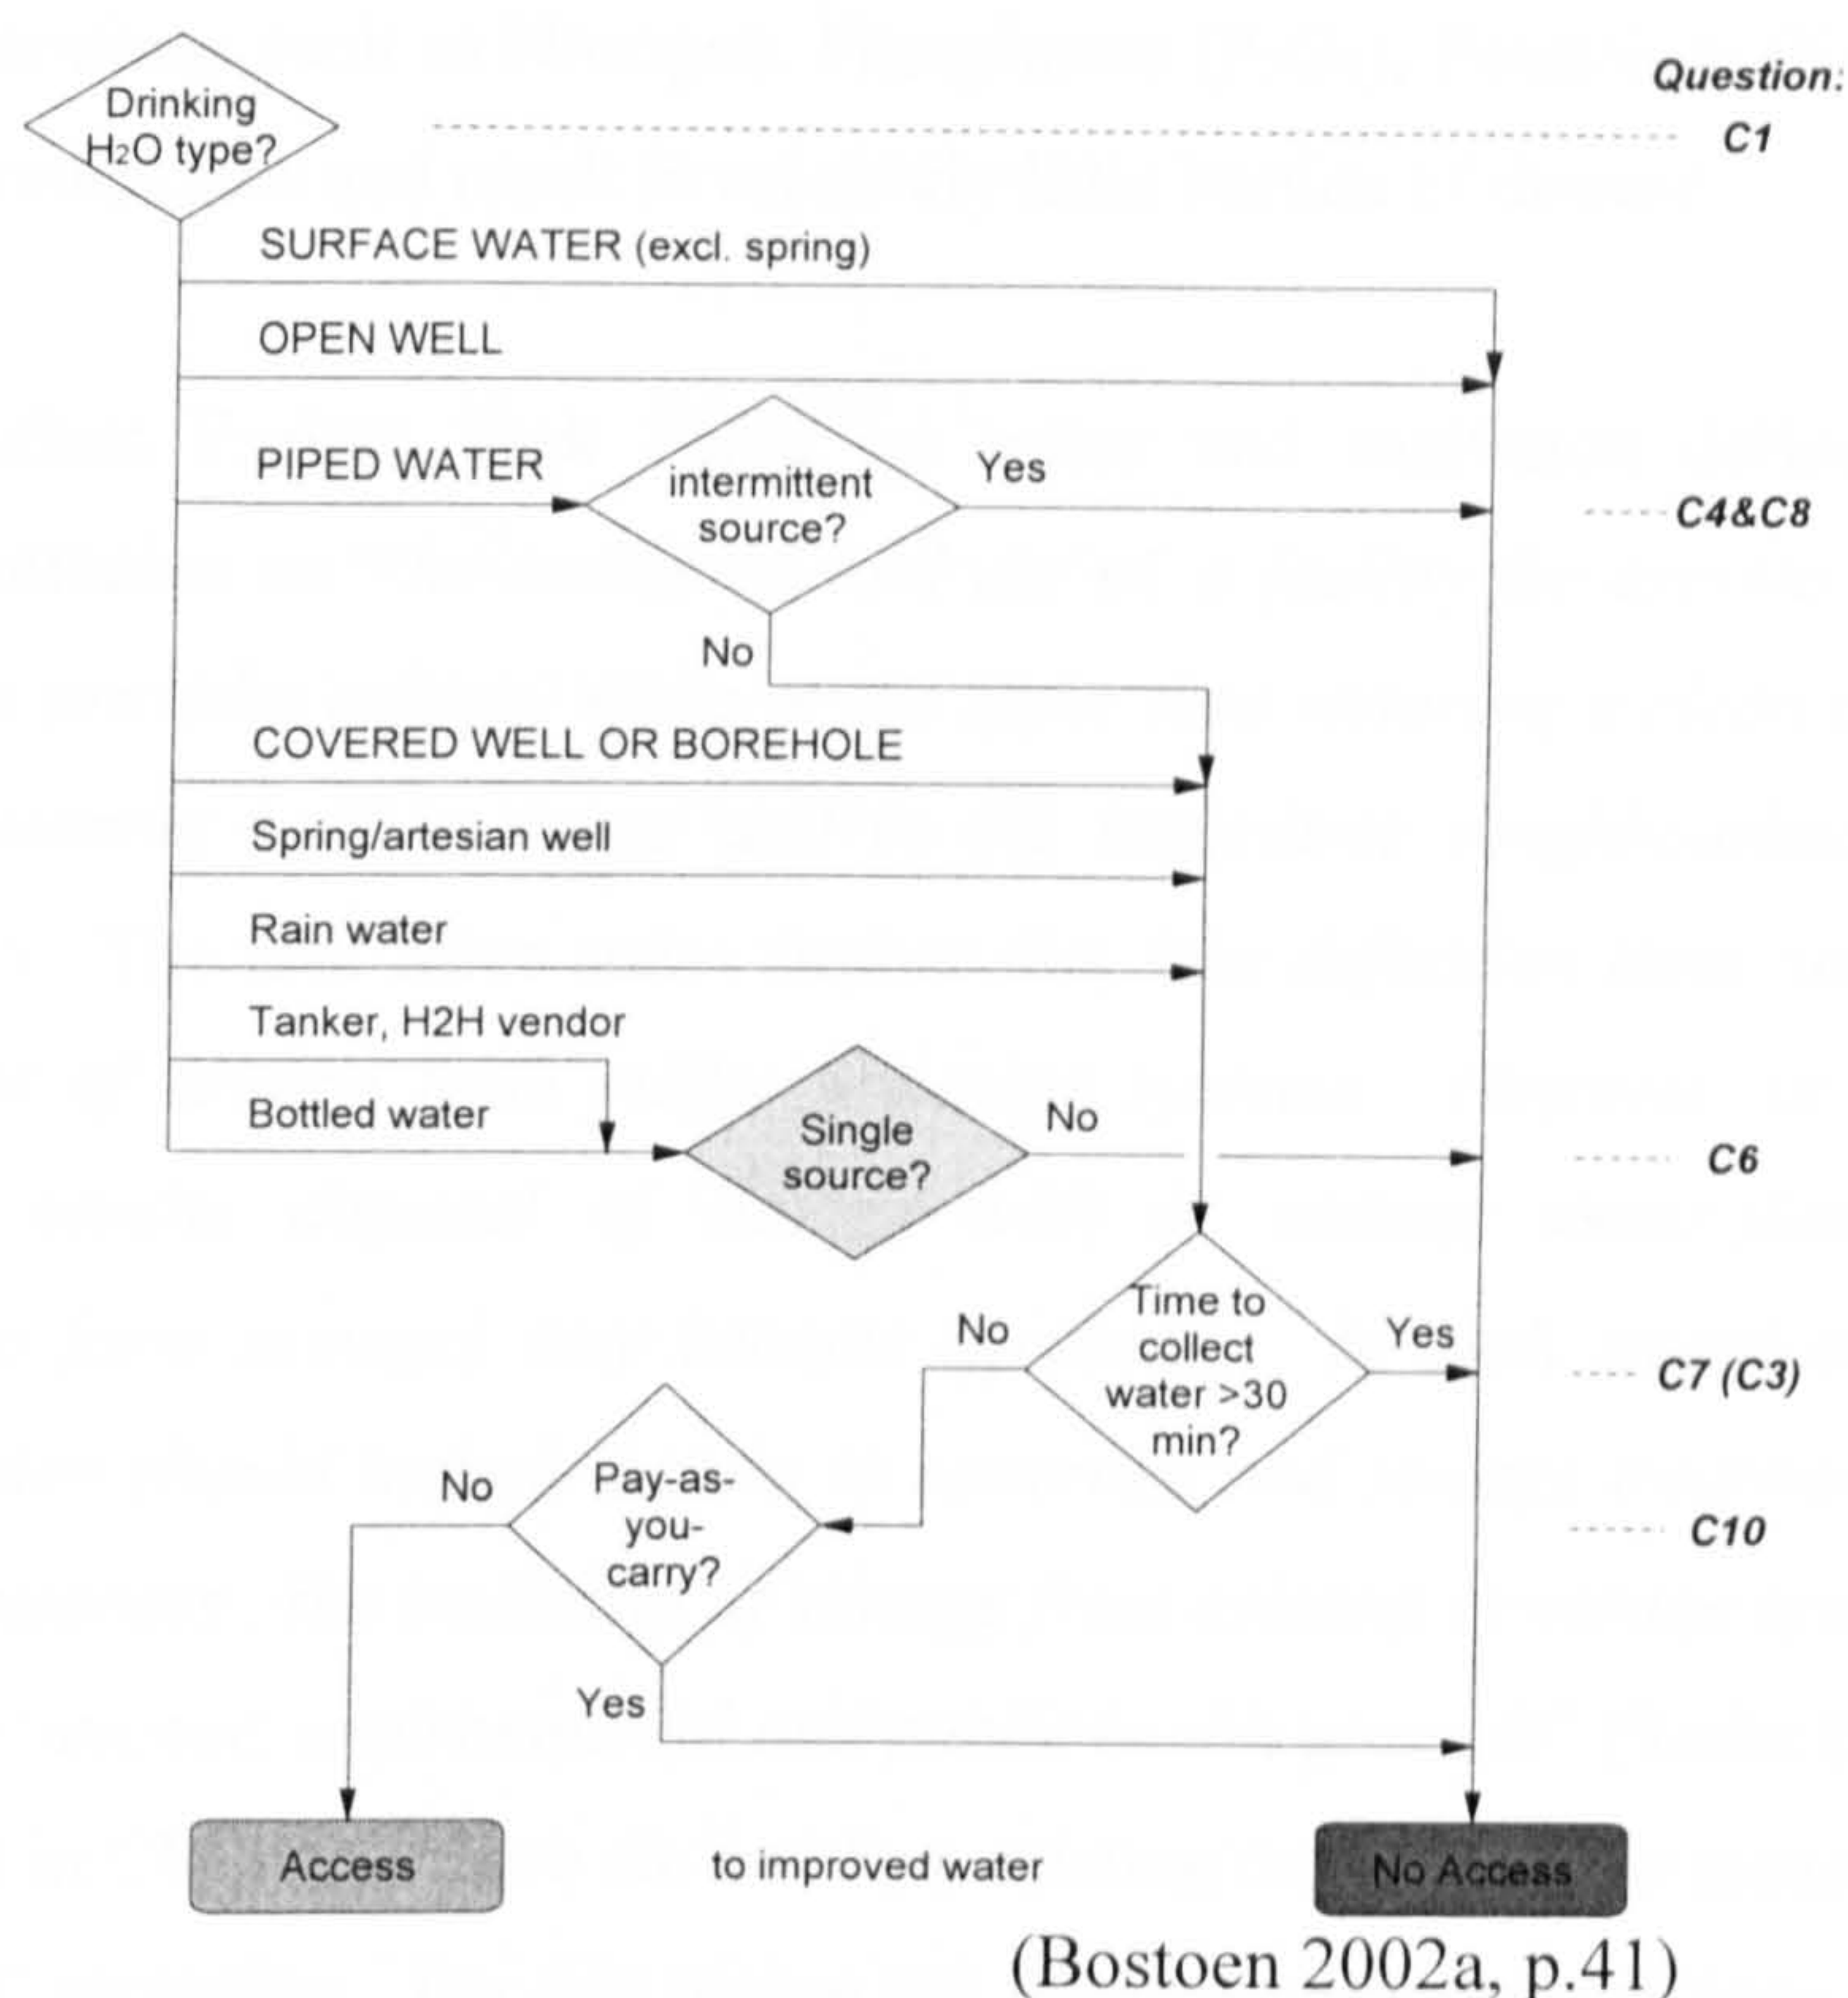 Question:
Drinking
H2O type?
C1
SURFACE WATER (excl. spring)
OPEN WELL
PIPED WATER
intermittent
source?
Yes
C4&C8
No
COVERED WELL OR BOREHOLE
Spring/artesian well
Rain water
Tanker, H2H vendor
Bottled water
Single
source?
No
C6
Time to
collect
water >30
min?
No
Yes
C7 (C3)
Pay-as-
you-
carry?
No
C10
Yes
Access
to improved water
No Access
(Bostoen 2002a, p.41)